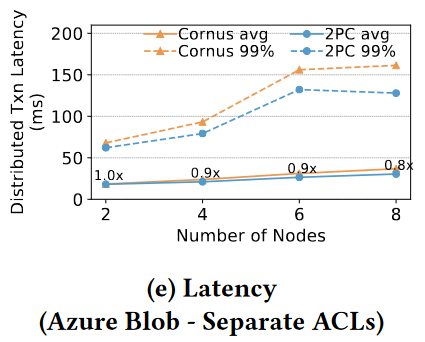 Distributed Txn Latency
(ms)
200
150
100
50
0
Cornus avg
2PC avg
Cornus 99%
2PC 99%
1.0x
0.9x
0.9x
0.8x
2
4
6
8
Number of Nodes
(e) Latency
(Azure Blob - Separate ACLs)